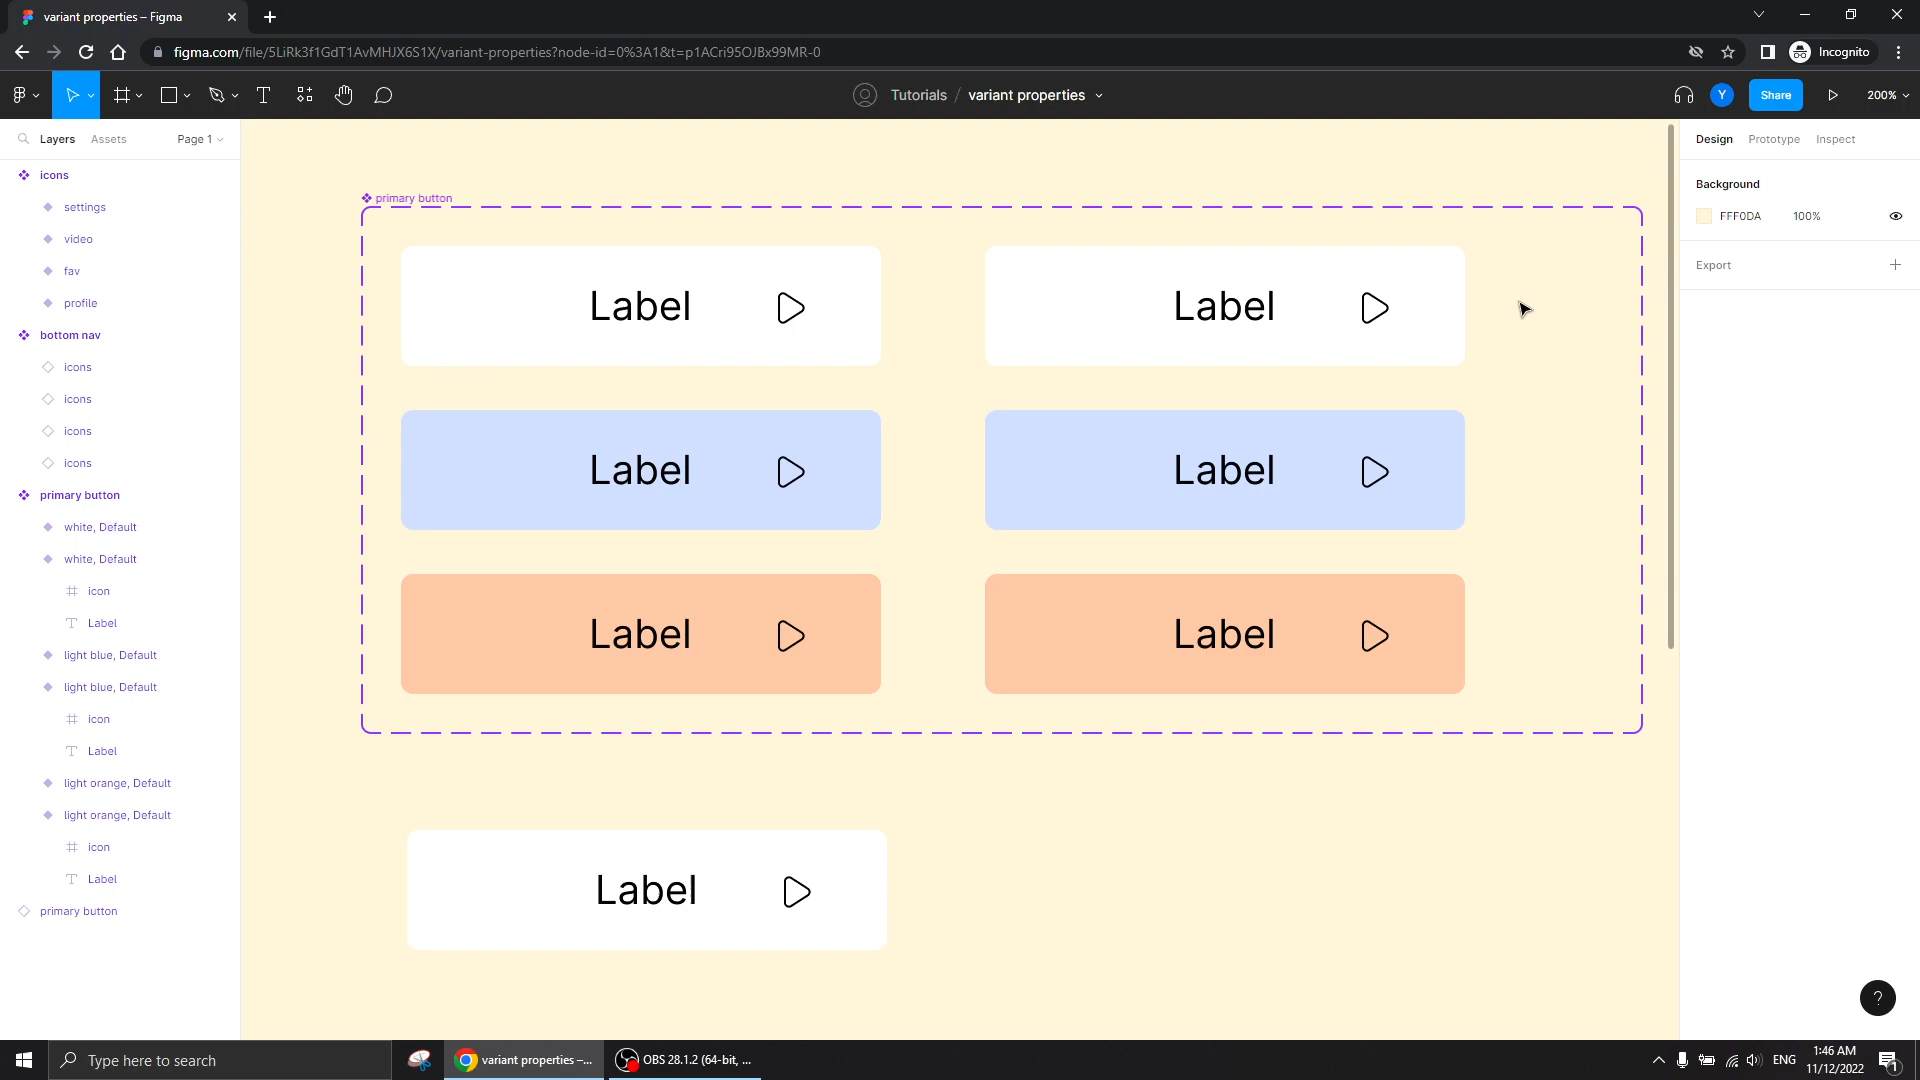 variant properties – Figma
figma.com/file/5LiRk3f1GdT1AvMHJX6S1X/variant-properties?node-id=0%3A1&t=p1ACri95OJBx99MR-0
Incognito
Tutorials / variant properties
Y
Share
200%
Layers
Assets
Page 1
icons
settings
video
fav
profile
bottom nav
icons
icons
icons
icons
primary button
white, Default
white, Default
icon
Label
light blue, Default
light blue, Default
icon
Label
light orange, Default
light orange, Default
icon
Label
primary button
primary button
Label
Label
Label
Label
Label
Label
Label
Design
Prototype
Inspect
Background
FFF0DA
100%
Export
?
Type here to search
variant properties –...
OBS 28.1.2 (64-bit, ...
ENG
1:46 AM
11/12/2022
1